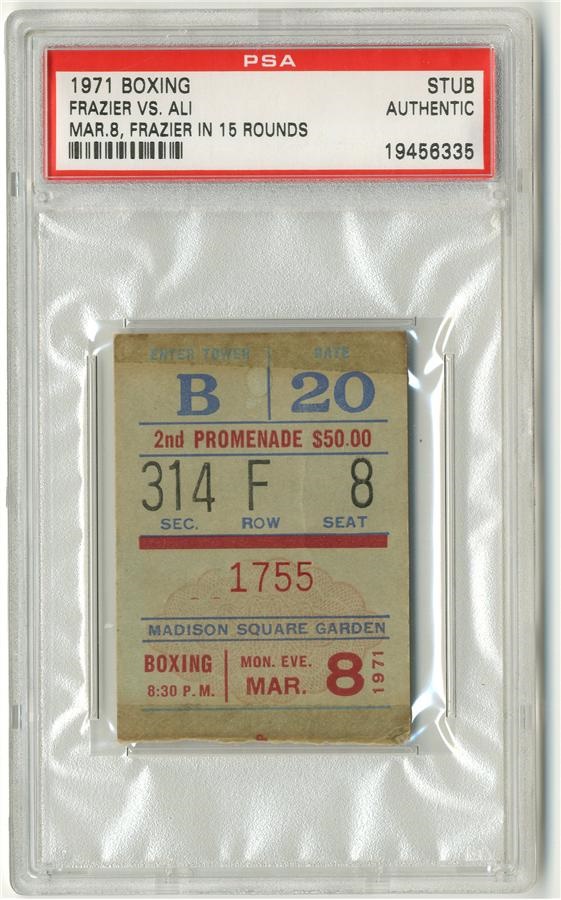 PSA
1971 BOXING STUB
FRAZIER VS. ALI AUTHENTIC
MAR.8, FRAZIER IN 15 ROUNDS
19456335
ENTER TOWER GATE
B 20
2nd PROMENADE $50.00
314 F 8
SEC. ROW SEAT
1755
MADISON SQUARE GARDEN
BOXING MON. EVE. 8 1971
8:30 P.M. MAR.